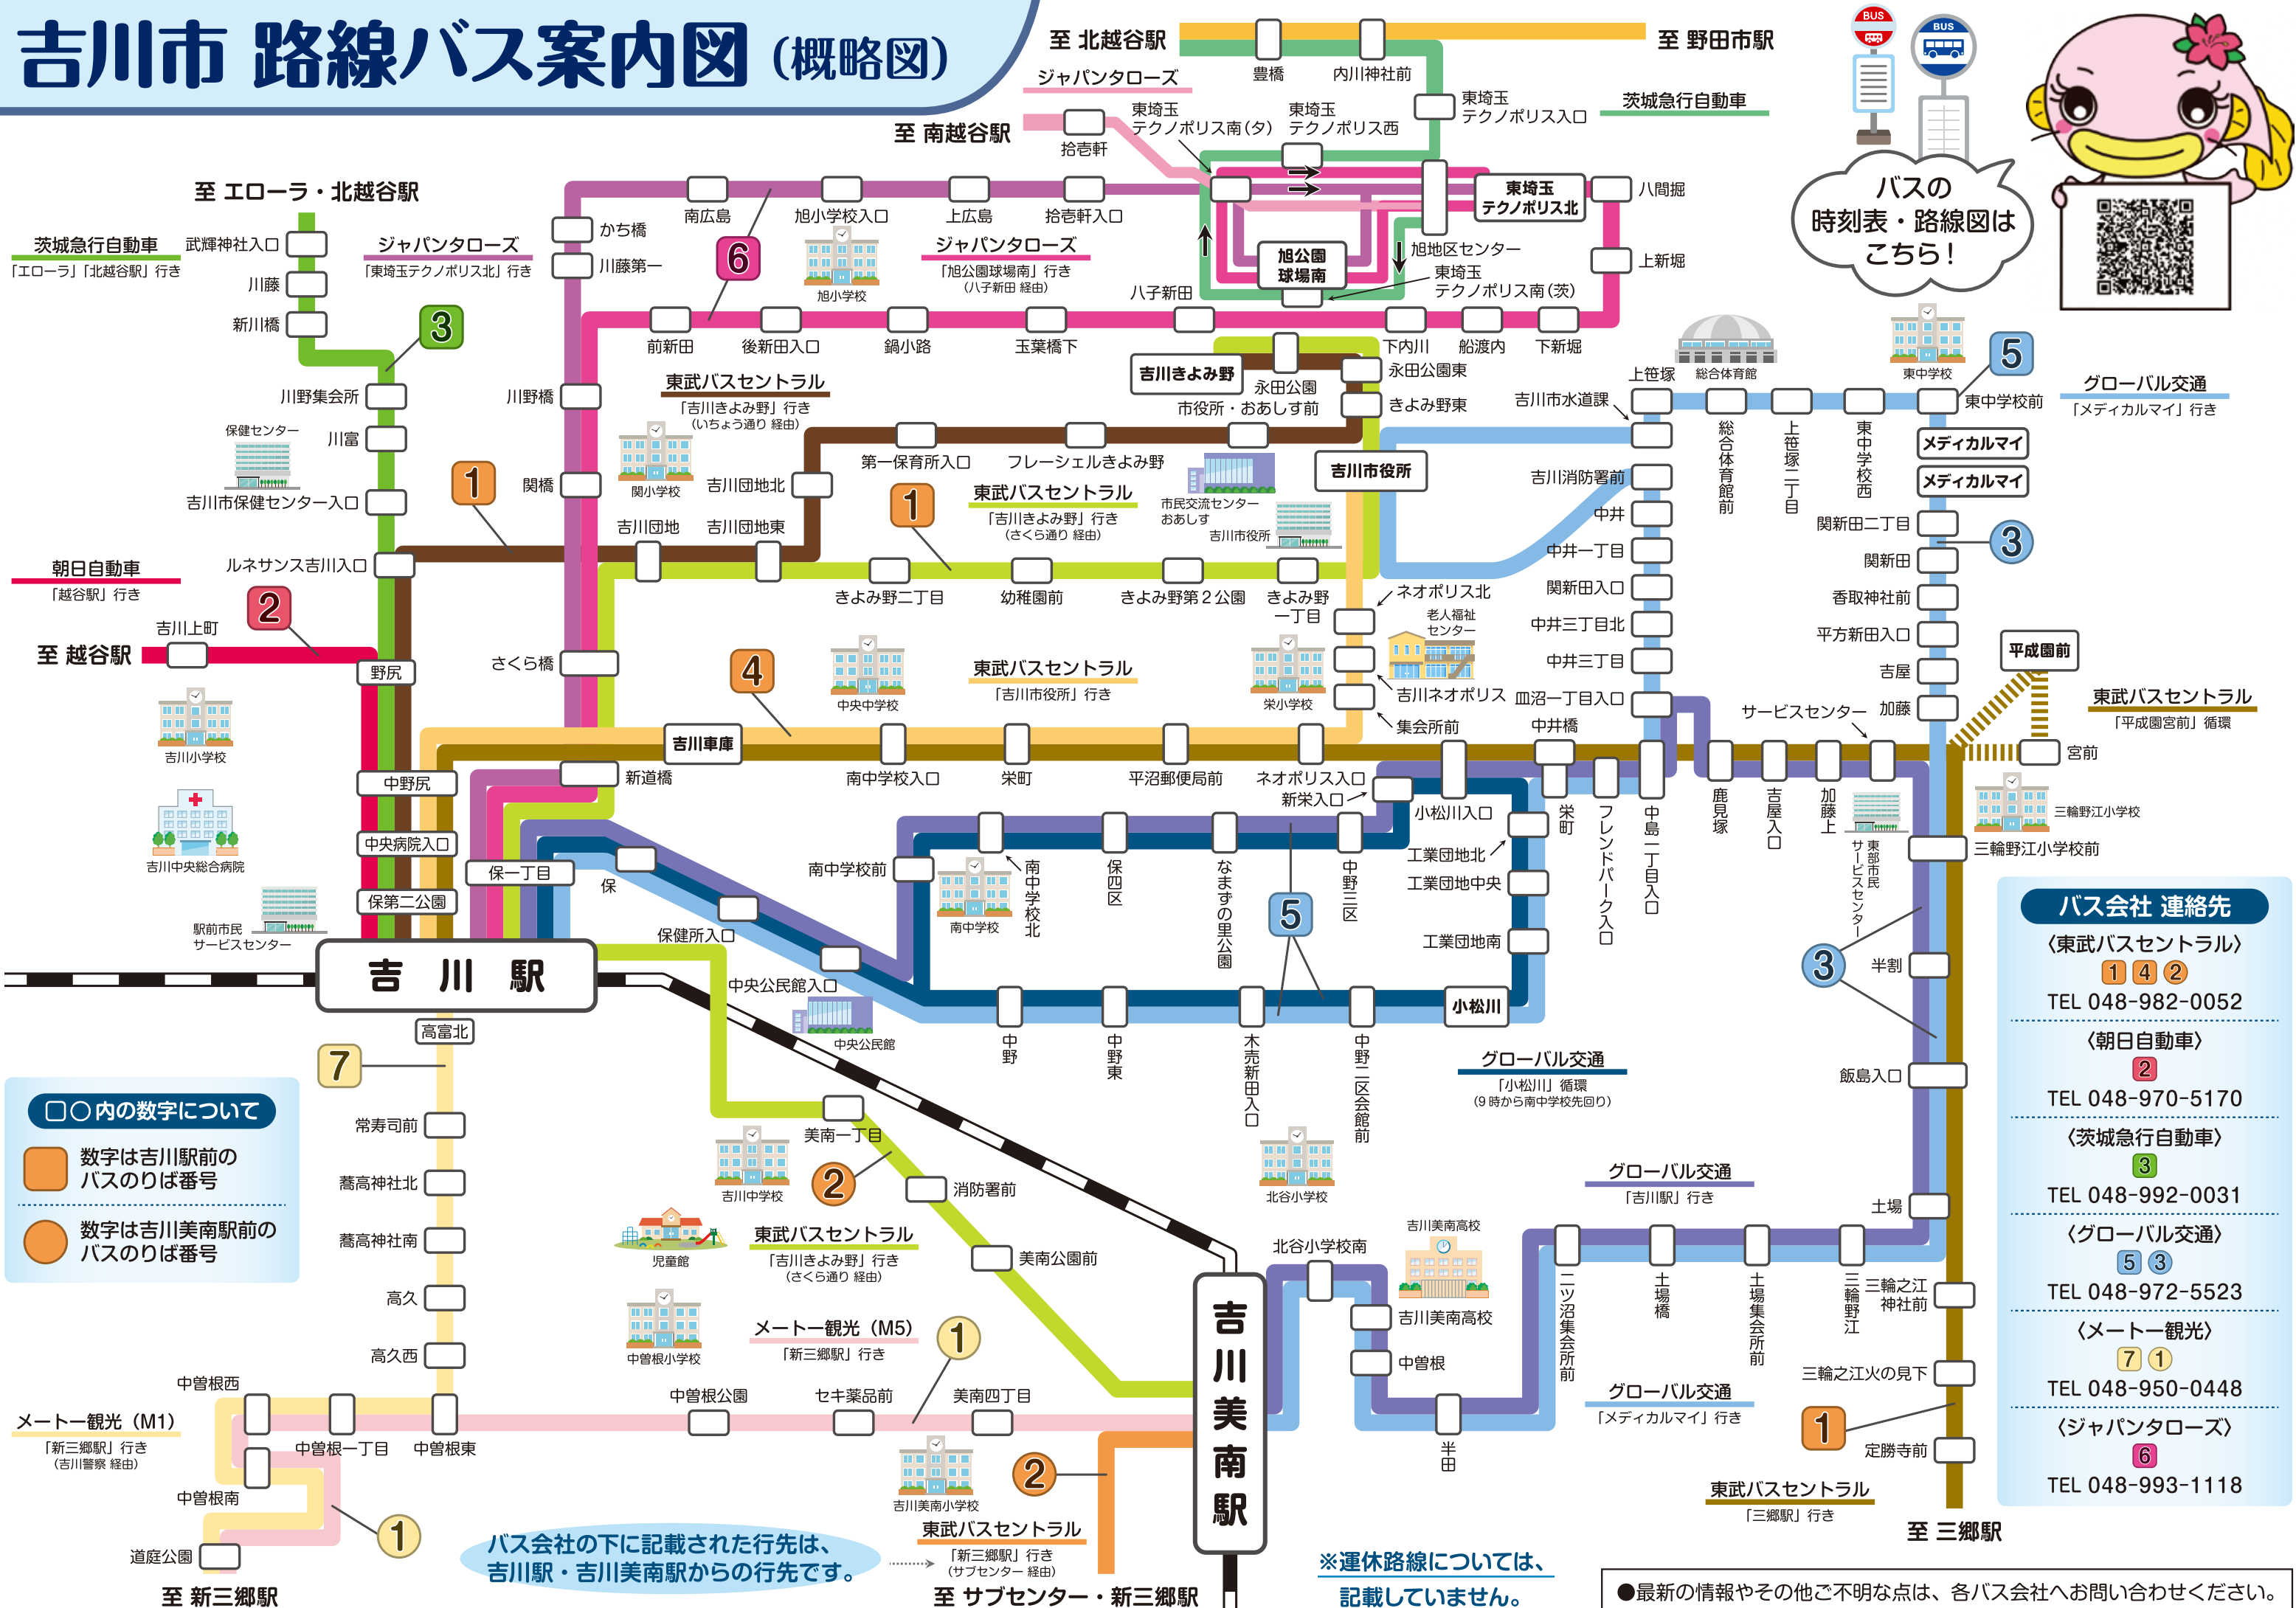 吉川市 路線バス案内図（概略図）
至 北越谷駅
豊橋
内川神社前
至 野田市駅
東埼玉
テクノポリス入口
茨城急行自動車
ジャパンタローズ
至 南越谷駅
拾壱軒
東埼玉
テクノポリス南（タ）
東埼玉
テクノポリス西
BUS
BUS
バスの
時刻表・路線図は
こちら！
至 エローラ・北越谷駅
茨城急行自動車
「エローラ」「北越谷駅」行き
武輝神社入口
川藤
新川橋
3
ジャパンタローズ
「東埼玉テクノポリス北」行き
かち橋
川藤第一
南広島
旭小学校入口
上広島
拾壱軒入口
6
旭小学校
ジャパンタローズ
「旭公園球場南」行き
（八子新田 経由）
東埼玉
テクノポリス北
八間堀
上新堀
旭公園
球場南
旭地区センター
東埼玉
テクノポリス南（茨）
八子新田
前新田
後新田入口
鍋小路
玉葉橋下
下内川
船渡内
下新堀
川野集会所
川富
保健センター
吉川市保健センター入口
ルネサンス吉川入口
川野橋
関橋
さくら橋
東武バスセントラル
「吉川きよみ野」行き
（いちょう通り 経由）
関小学校
1
吉川団地
吉川団地東
吉川団地北
第一保育所入口
フレーシェルきよみ野
市役所・おあしす前
吉川きよみ野
永田公園
永田公園東
きよみ野東
1
東武バスセントラル
「吉川きよみ野」行き
（さくら通り 経由）
市民交流センター
おあしす
吉川市役所
吉川市役所
きよみ野二丁目
幼稚園前
きよみ野第２公園
きよみ野
一丁目
上笹塚
総合体育館
東中学校
5
東中学校前
グローバル交通
「メディカルマイ」行き
吉川市水道課
総合体育館前
上笹塚二丁目
東中学校西
メディカルマイ
メディカルマイ
吉川消防署前
中井
中井一丁目
関新田入口
中井三丁目北
中井三丁目
皿沼一丁目入口
関新田二丁目
関新田
香取神社前
平方新田入口
吉屋
加藤
3
平成園前
東武バスセントラル
「平成園宮前」循環
宮前
朝日自動車
「越谷駅」行き
2
至 越谷駅
吉川上町
野尻
吉川小学校
中野尻
吉川中央総合病院
中央病院入口
保第二公園
駅前市民
サービスセンター
4
中央中学校
東武バスセントラル
「吉川市役所」行き
栄小学校
ネオポリス北
老人福祉
センター
吉川ネオポリス
集会所前
吉川車庫
南中学校入口
栄町
平沼郵便局前
ネオポリス入口
新栄入口
小松川入口
中井橋
栄町
フレンドパーク入口
中島一丁目入口
鹿見塚
吉屋入口
加藤上
サービスセンター
東部市民
サービスセンター
三輪野江小学校
三輪野江小学校前
新道橋
保一丁目
保
保健所入口
中央公民館入口
中央公民館
南中学校前
南中学校
南中学校北
保四区
なまずの里公園
中野三区
5
工業団地北
工業団地中央
工業団地南
小松川
中野
中野東
木売新田入口
中野二区会館前
グローバル交通
「小松川」循環
（9時から南中学校先回り）
3
半割
飯島入口
土場
吉川駅
高富北
7
常寿司前
蕎高神社北
蕎高神社南
高久
高久西
□○内の数字について
数字は吉川駅前の
バスのりば番号
数字は吉川美南駅前の
バスのりば番号
美南一丁目
吉川中学校
2
消防署前
児童館
東武バスセントラル
「吉川きよみ野」行き
（さくら通り 経由）
美南公園前
北谷小学校
グローバル交通
「吉川駅」行き
北谷小学校南
吉川美南高校
吉川美南高校
中曽根
半田
二ツ沼集会所前
土場橋
土場集会所前
三輪野江
三輪之江
神社前
三輪之江火の見下
定勝寺前
1
東武バスセントラル
「三郷駅」行き
至 三郷駅
グローバル交通
「メディカルマイ」行き
吉川美南駅
中曽根小学校
メートー観光（M5）
「新三郷駅」行き
1
中曽根公園
セキ薬品前
美南四丁目
吉川美南小学校
2
東武バスセントラル
「新三郷駅」行き
（サブセンター 経由）
至 サブセンター・新三郷駅
中曽根西
メートー観光（M1）
「新三郷駅」行き
（吉川警察 経由）
中曽根一丁目
中曽根東
中曽根南
1
道庭公園
至 新三郷駅
バス会社の下に記載された行先は、
吉川駅・吉川美南駅からの行先です。
※運休路線については、
記載していません。
バス会社 連絡先
〈東武バスセントラル〉
1 4 2
TEL 048-982-0052
〈朝日自動車〉
2
TEL 048-970-5170
〈茨城急行自動車〉
3
TEL 048-992-0031
〈グローバル交通〉
5 3
TEL 048-972-5523
〈メートー観光〉
7 1
TEL 048-950-0448
〈ジャパンタローズ〉
6
TEL 048-993-1118
●最新の情報やその他ご不明な点は、各バス会社へお問い合わせください。